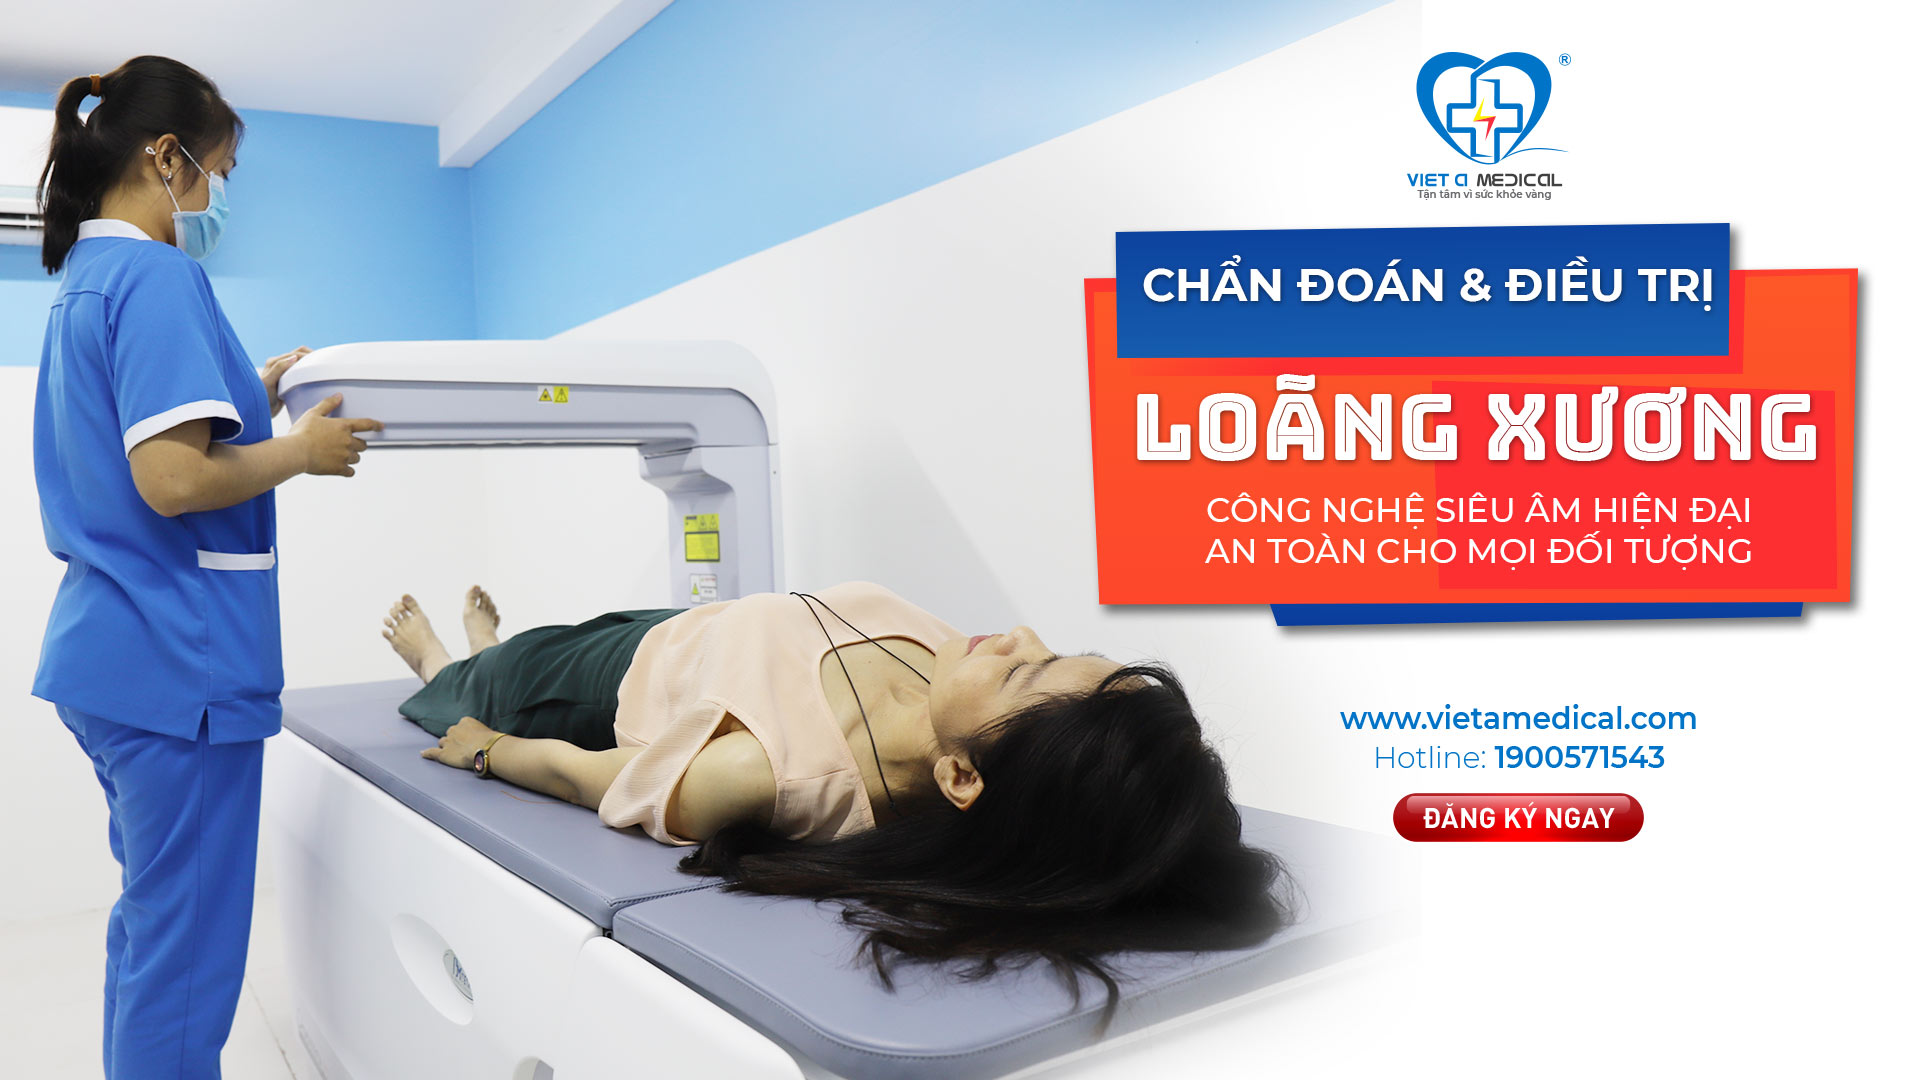 ®
VIET A MEDICAL
Tận tâm vì sức khỏe vàng
CHẨN ĐOÁN & ĐIỀU TRỊ
LOÃNG XƯƠNG
CÔNG NGHỆ SIÊU ÂM HIỆN ĐẠI
AN TOÀN CHO MỌI ĐỐI TƯỢNG
www.vietamedical.com
Hotline: 1900571543
ĐĂNG KÝ NGAY